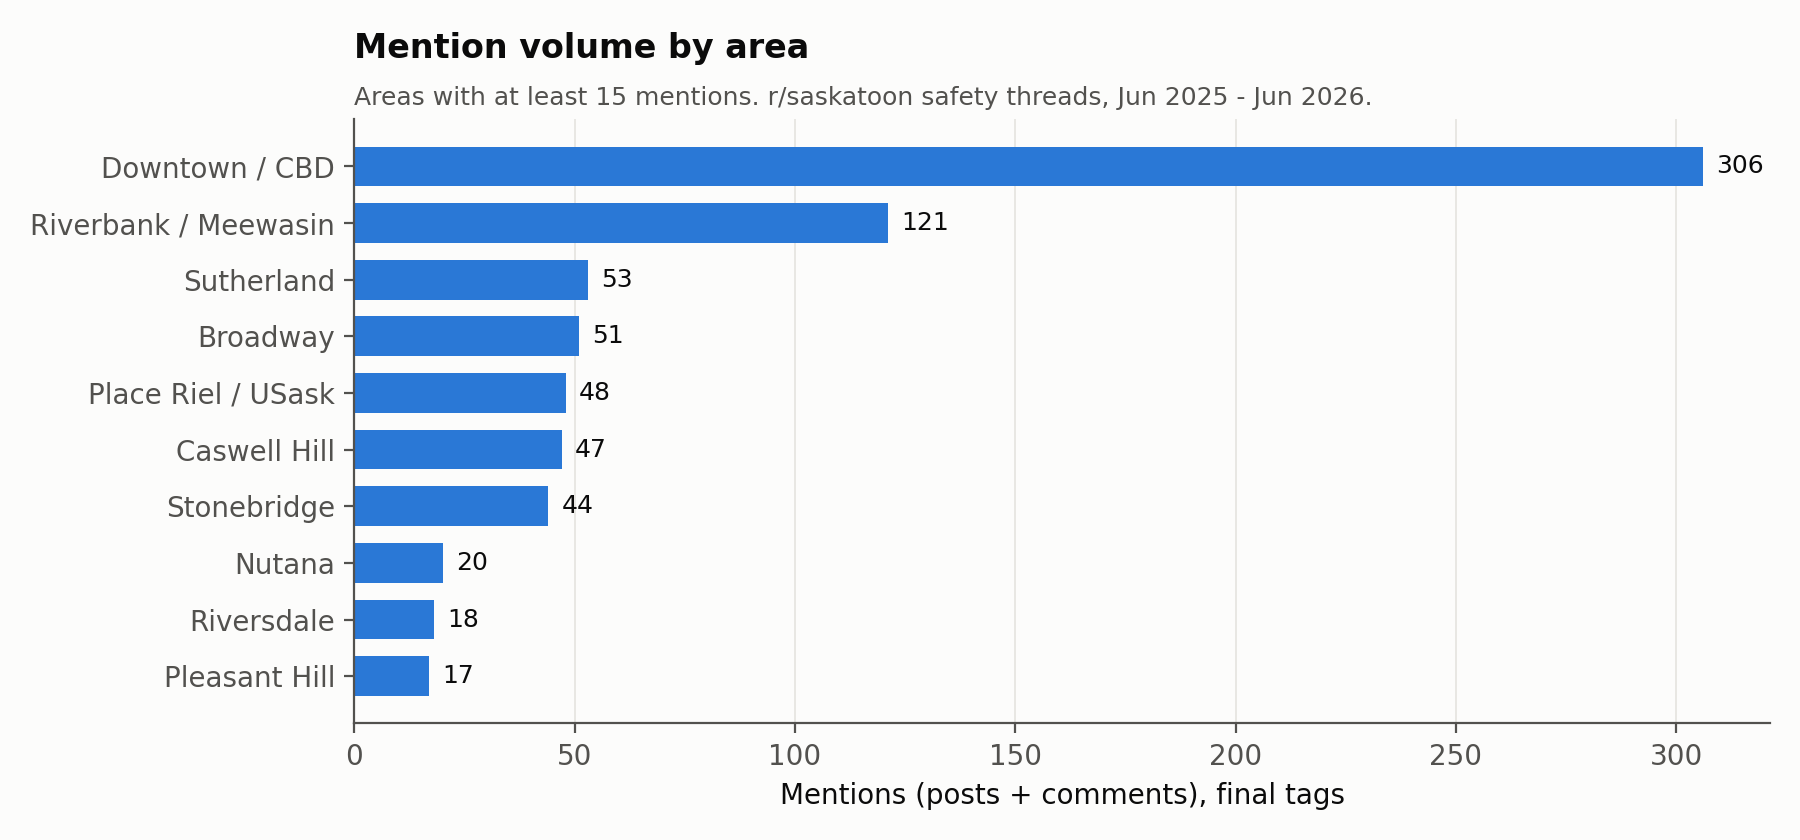 Mention volume by area
Areas with at least 15 mentions. r/saskatoon safety threads, Jun 2025 - Jun 2026.
Downtown / CBD 306
Riverbank / Meewasin 121
Sutherland 53
Broadway 51
Place Riel / USask 48
Caswell Hill 47
Stonebridge 44
Nutana 20
Riversdale 18
Pleasant Hill 17
0 50 100 150 200 250 300
Mentions (posts + comments), final tags